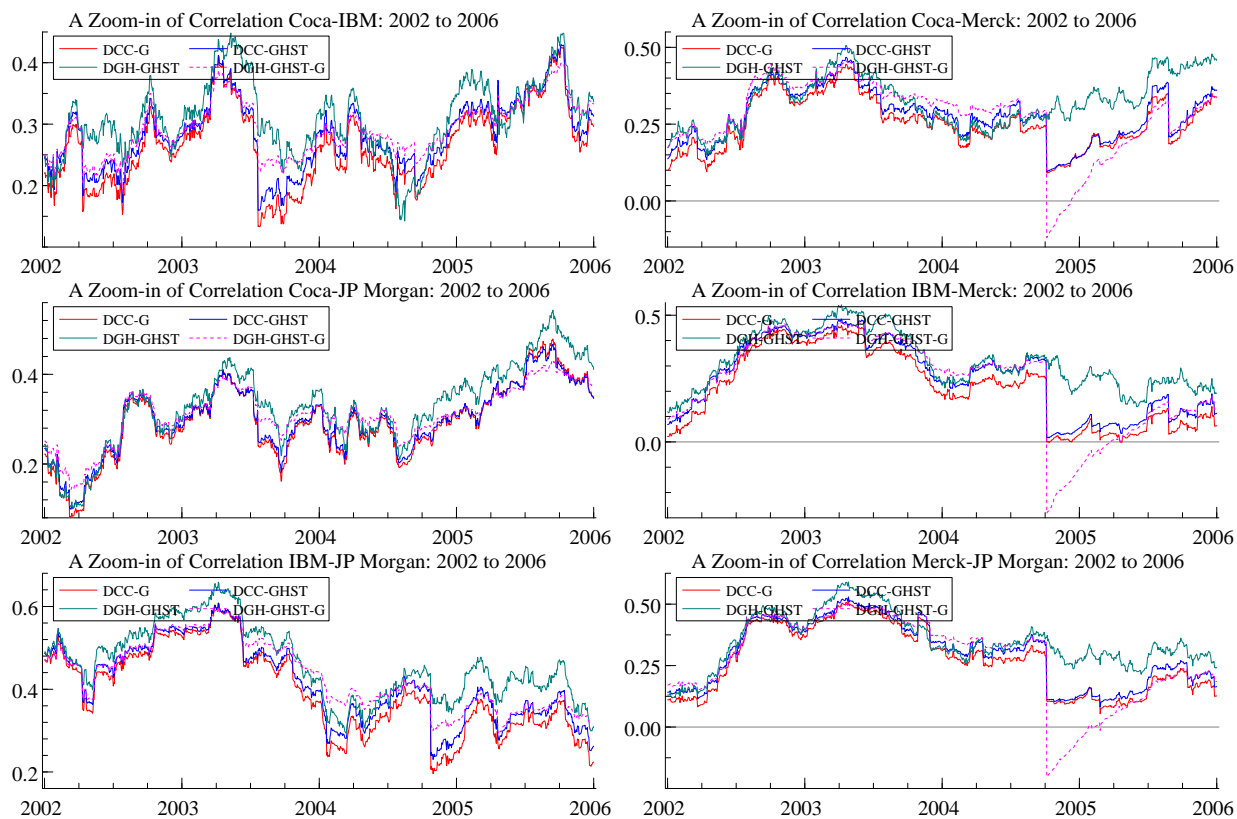 A Zoom-in of Correlation Coca-IBM: 2002 to 2006
DCC-G DCC-GHST
DGH-GHST DGH-GHST-G
0.4
0.3
0.2
2002 2003 2004 2005 2006
A Zoom-in of Correlation Coca-Merck: 2002 to 2006
DCC-G DCC-GHST
DGH-GHST DGH-GHST-G
0.50
0.25
0.00
2002 2003 2004 2005 2006
A Zoom-in of Correlation Coca-JP Morgan: 2002 to 2006
DCC-G DCC-GHST
DGH-GHST DGH-GHST-G
0.4
0.2
2002 2003 2004 2005 2006
A Zoom-in of Correlation IBM-Merck: 2002 to 2006
DCC-G DCC-GHST
DGH-GHST DGH-GHST-G
0.5
0.0
2002 2003 2004 2005 2006
A Zoom-in of Correlation IBM-JP Morgan: 2002 to 2006
DCC-G DCC-GHST
DGH-GHST DGH-GHST-G
0.6
0.4
0.2
2002 2003 2004 2005 2006
A Zoom-in of Correlation Merck-JP Morgan: 2002 to 2006
DCC-G DCC-GHST
DGH-GHST DGH-GHST-G
0.50
0.25
0.00
2002 2003 2004 2005 2006